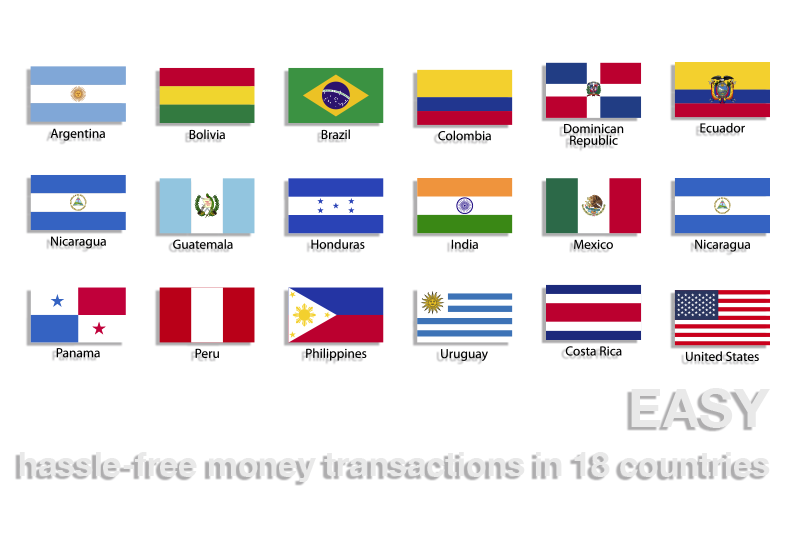 Argentina
Bolivia
Brazil
Colombia
Dominican
Republic
Ecuador
Nicaragua
Guatemala
Honduras
India
Mexico
Nicaragua
Panama
Peru
Philippines
Uruguay
Costa Rica
United States
EASY
hassle-free money transactions in 18 countries